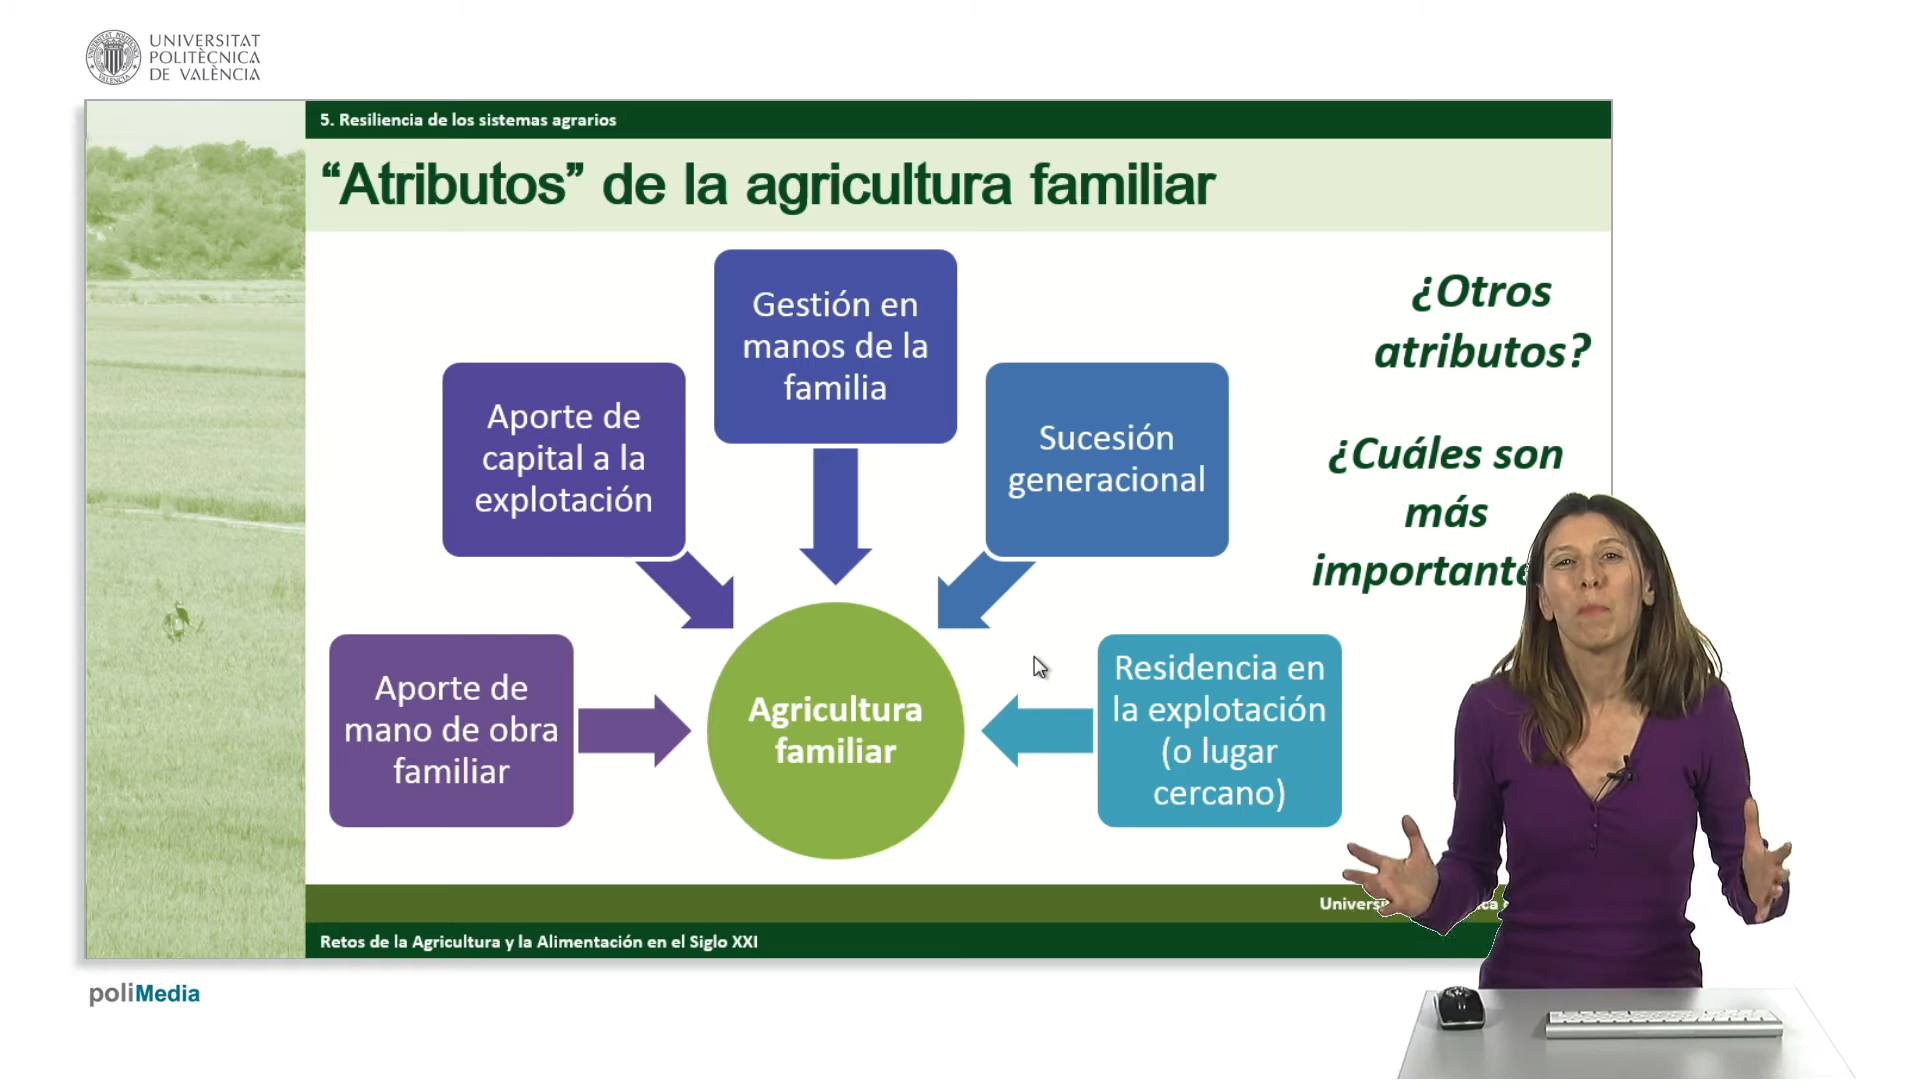 UNIVERSITAT
POLITÈCNICA
DE VALÈNCIA
5. Resiliencia de los sistemas agrarios
“Atributos” de la agricultura familiar
Gestión en
manos de la
familia
Aporte de
capital a la
explotación
Sucesión
generacional
Aporte de
mano de obra
familiar
Agricultura
familiar
Residencia en
la explotación
(o lugar
cercano)
¿Otros
atributos?
¿Cuáles son
más
Retos de la Agricultura y la Alimentación en el Siglo XXI
poliMedia